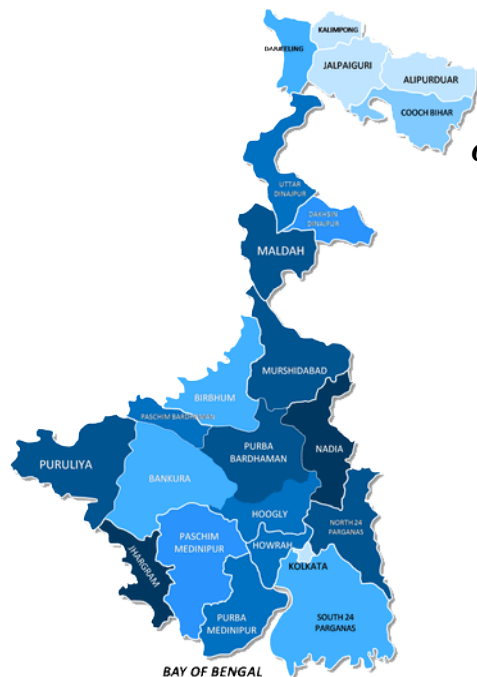 KALIMPONG
DARJEELING
JALPAIGURI
ALIPURDUAR
COOCH BIHAR
UTTAR
DINAJPUR
DAKHSIN
DINAJPUR
MALDAH
MURSHIDABAD
BIRBHUM
PASCHIM BARDHAMAN
PURBA
BARDHAMAN
NADIA
PURULIYA
BANKURA
HOOGLY
NORTH 24
PARGANAS
PASCHIM
MEDINIPUR
HOWRAH
JHARGRAM
KOLKATA
PURBA
MEDINIPUR
SOUTH 24
PARGANAS
BAY OF BENGAL